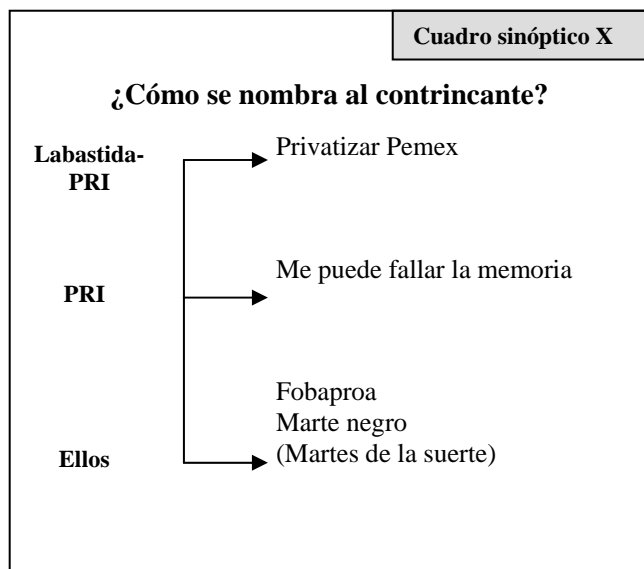 Cuadro sinóptico X
¿Cómo se nombra al contrincante?
Labastida-
PRI
Privatizar Pemex
PRI
Me puede fallar la memoria
Ellos
Fobaproa
Marte negro
(Martes de la suerte)